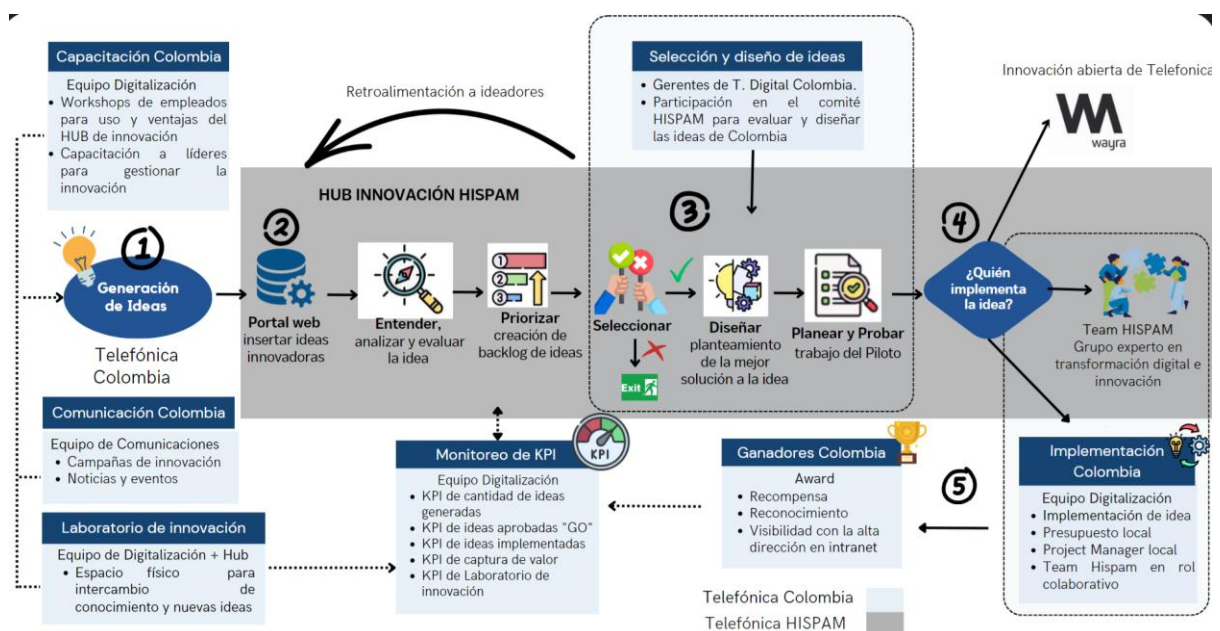 Capacitación Colombia
Equipo Digitalización
• Workshops de empleados
para uso y ventajas del
HUB de innovación
• Capacitación a líderes
para gestionar la
innovación
Retroalimentación a ideadores
Selección y diseño de ideas
• Gerentes de T. Digital Colombia.
• Participación en el comité
HISPAM para evaluar y diseñar
las ideas de Colombia
Innovación abierta de Telefonica
wayra
HUB INNOVACIÓN HISPAM
1
Generación
de Ideas
Telefónica
Colombia
2
Portal web
insertar ideas
innovadoras
Entender,
analizar y evaluar
la idea
1
2
3
Priorizar
creación de
backlog de ideas
3
Seleccionar
Exit
Diseñar
planteamiento
de la mejor
solución a la idea
Planear y Probar
trabajo del Piloto
4
¿Quién
implementa
la idea?
Team HISPAM
Grupo experto en
transformación digital e
innovación
Comunicación Colombia
Equipo de Comunicaciones
• Campañas de innovación
• Noticias y eventos
Laboratorio de innovación
Equipo de Digitalización + Hub
• Espacio físico para
intercambio de
conocimiento y nuevas ideas
Monitoreo de KPI
KPI
Equipo Digitalización
• KPI de cantidad de ideas
generadas
• KPI de ideas aprobadas "GO"
• KPI de ideas implementadas
• KPI de captura de valor
• KPI de Laboratorio de
innovación
Ganadores Colombia
Award
• Recompensa
• Reconocimiento
• Visibilidad con la alta
dirección en intranet
5
Implementación
Colombia
Equipo Digitalización
• Implementación de idea
• Presupuesto local
• Project Manager local
• Team Hispam en rol
colaborativo
Telefónica Colombia
Telefónica HISPAM